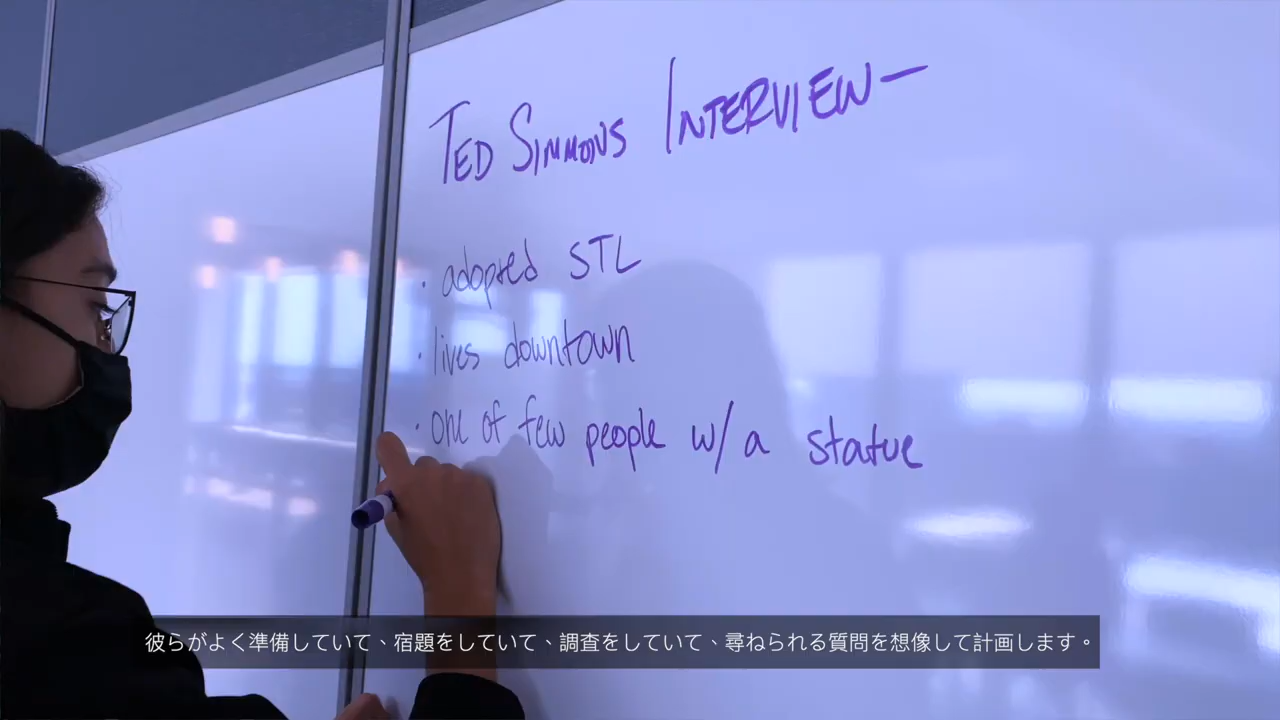 TED SIMMONS INTERVIEW—
• adopted STL
• lives downtown
• one of few people w/ a statue
彼らがよく準備していて、宿題をしていて、調査をしていて、尋ねられる質問を想像して計画します。